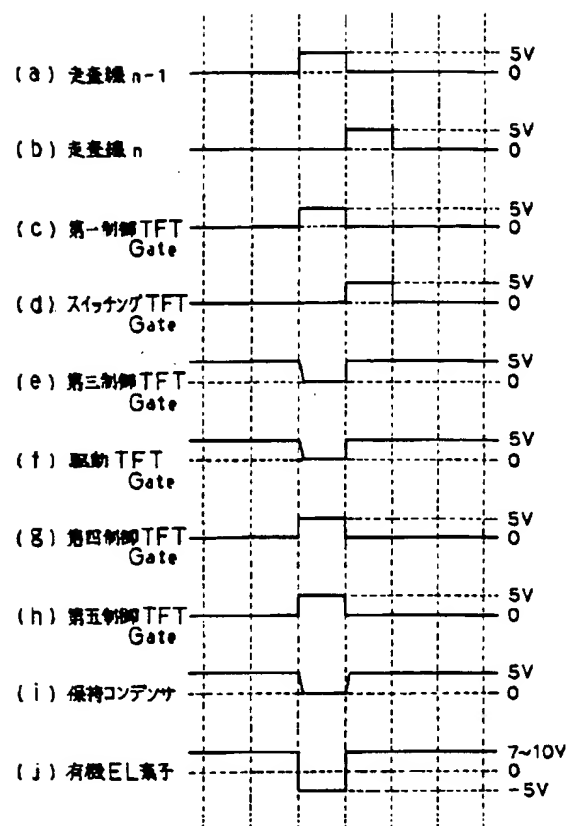 (a) 走査線 n-1
5V
0
(b) 走査線 n
5V
0
(c) 第一制御TFT
Gate
5V
0
(d) スイッチングTFT
Gate
5V
0
(e) 第三制御TFT
Gate
5V
0
(f) 駆動TFT
Gate
5V
0
(g) 第四制御TFT
Gate
5V
0
(h) 第五制御TFT
Gate
5V
0
(i) 保持コンデンサ
5V
0
(j) 有機EL素子
7~10V
0
-5V